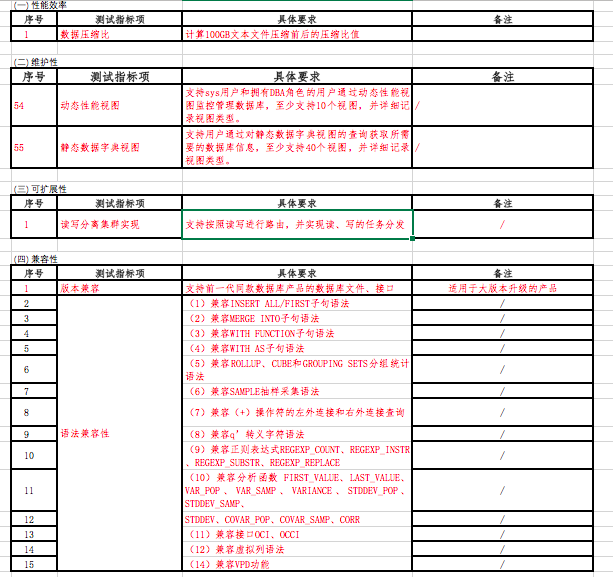 (一) 性能效率
序号 测试指标项 具体要求 备注
1 数据压缩比 计算100GB文本文件压缩前后的压缩比值
(二) 维护性
序号 测试指标项 具体要求 备注
54 动态性能视图 支持sys用户和拥有DBA角色的用户通过动态性能视
图监控管理数据库，至少支持10个视图，并详细记 /
录视图类型。
55 静态数据字典视图 支持用户通过对静态数据字典视图的查询获取所需
要的数据库信息，至少支持40个视图，并详细记录 /
视图类型。
(三) 可扩展性
序号 测试指标项 具体要求 备注
1 读写分离集群实现 支持按照读写进行路由，并实现读、写的任务分发 /
(四) 兼容性
序号 测试指标项 具体要求 备注
1 版本兼容 支持前一代同款数据库产品的数据库文件、接口 适用于大版本升级的产品
2 （1）兼容INSERT ALL/FIRST子句语法 /
3 （2）兼容MERGE INTO子句语法 /
4 （3）兼容WITH FUNCTION子句语法 /
5 （4）兼容WITH AS子句语法 /
6 （5）兼容ROLLUP、CUBE和GROUPING SETS分组统计
语法 /
7 （6）兼容SAMPLE抽样采集语法 /
8 （7）兼容（+）操作符的左外连接和右外连接查询 /
9 语法兼容性 （8）兼容q’转义字符语法 /
10 （9）兼容正则表达式REGEXP_COUNT、REGEXP_INSTR
、REGEXP_SUBSTR、REGEXP_REPLACE /
11 （10）兼容分析函数 FIRST_VALUE、LAST_VALUE、
VAR_POP 、 VAR_SAMP 、 VARIANCE 、 STDDEV_POP 、 /
STDDEV_SAMP、
12 STDDEV、COVAR_POP、COVAR_SAMP、CORR /
13 （11）兼容接口OCI、OCCI /
14 （12）兼容虚拟列语法 /
15 （14）兼容VPD功能 /